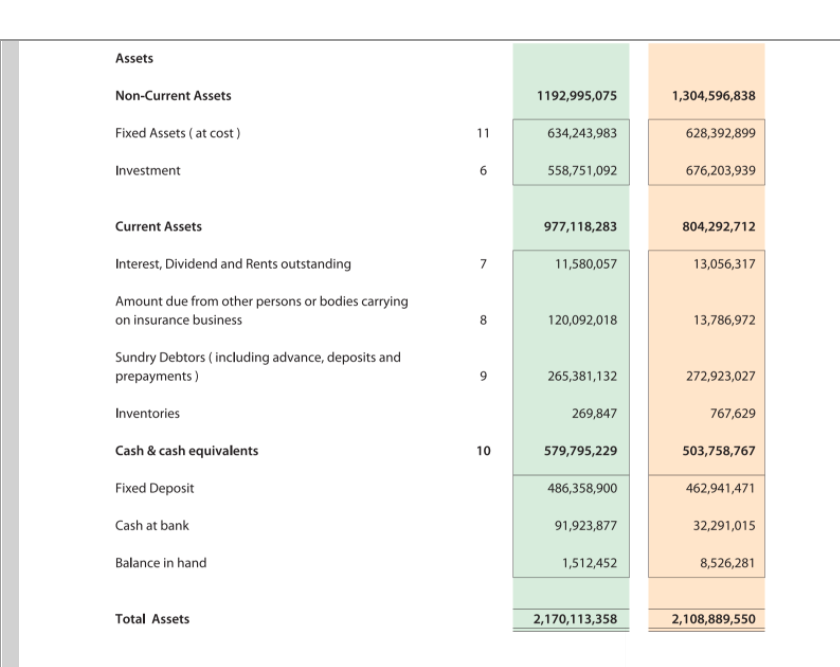 Assets
Non-Current Assets 1192,995,075 1,304,596,838
Fixed Assets ( at cost ) 11 634,243,983 628,392,899
Investment 6 558,751,092 676,203,939
Current Assets 977,118,283 804,292,712
Interest, Dividend and Rents outstanding 7 11,580,057 13,056,317
Amount due from other persons or bodies carrying
on insurance business 8 120,092,018 13,786,972
Sundry Debtors ( including advance, deposits and
prepayments ) 9 265,381,132 272,923,027
Inventories 269,847 767,629
Cash & cash equivalents 10 579,795,229 503,758,767
Fixed Deposit 486,358,900 462,941,471
Cash at bank 91,923,877 32,291,015
Balance in hand 1,512,452 8,526,281
Total Assets 2,170,113,358 2,108,889,550